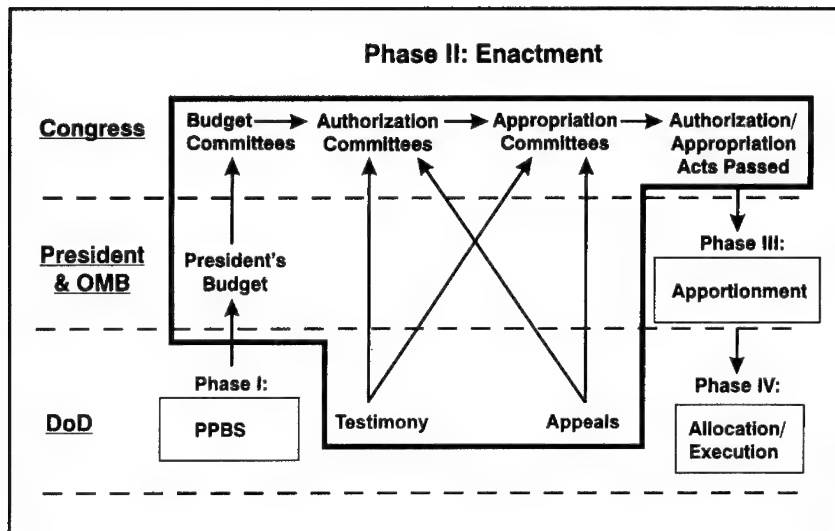 Phase II: Enactment
Congress
Budget
Committees
Authorization
Committees
Appropriation
Committees
Authorization/
Appropriation
Acts Passed
President
& OMB
President's
Budget
Phase III:
Apportionment
DoD
Phase I:
PPBS
Testimony
Appeals
Phase IV:
Allocation/
Execution